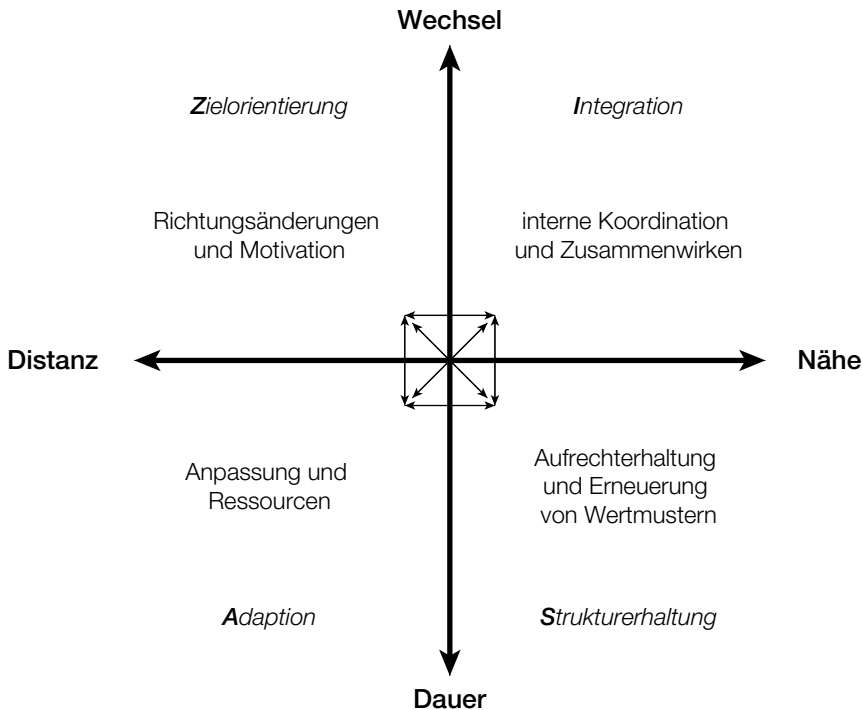 Wechsel
Zielorientierung
Integration
Richtungsänderungen
und Motivation
interne Koordination
und Zusammenwirken
Distanz
Nähe
Anpassung und
Ressourcen
Aufrechterhaltung
und Erneuerung
von Wertmustern
Adaption
Strukturerhaltung
Dauer